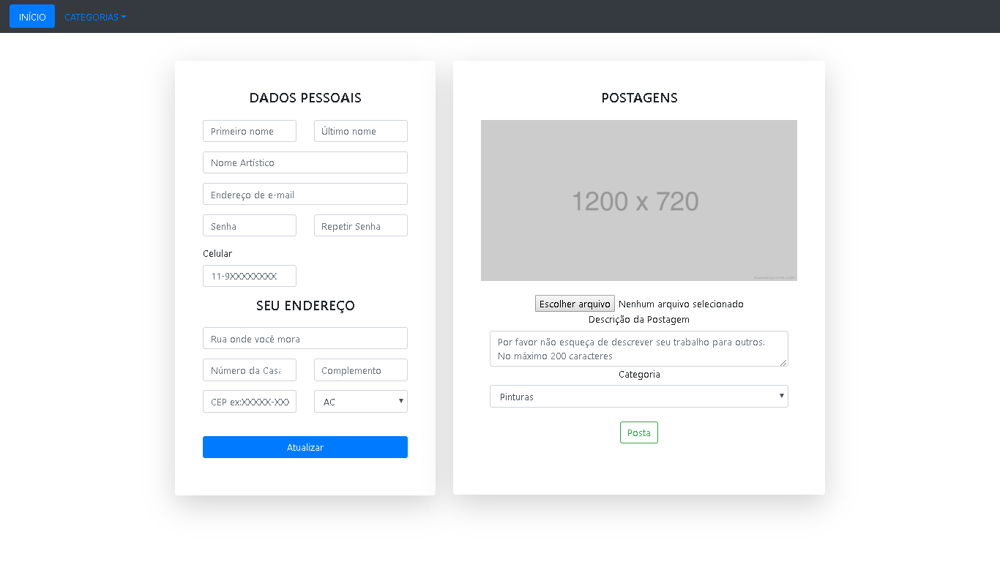 INÍCIO CATEGORIAS
DADOS PESSOAIS
Primeiro nome Último nome
Nome Artístico
Endereço de e-mail
Senha Repetir Senha
Celular
11-9XXXXXXXX
SEU ENDEREÇO
Rua onde você mora
Número da Casa Complemento
CEP ex:XXXXX-XXX AC
Atualizar
POSTAGENS
1200 x 720
Escolher arquivo Nenhum arquivo selecionado
Descrição da Postagem
Por favor não esqueça de descrever seu trabalho para outros.
No máximo 200 caracteres
Categoria
Pinturas
Posta